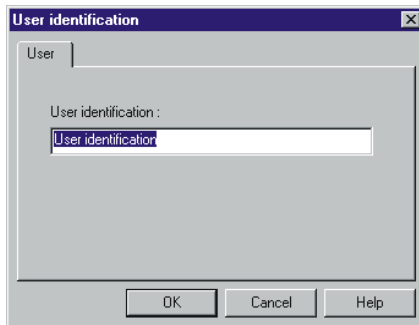 User identification
User
User identification :
User identification
OK Cancel Help